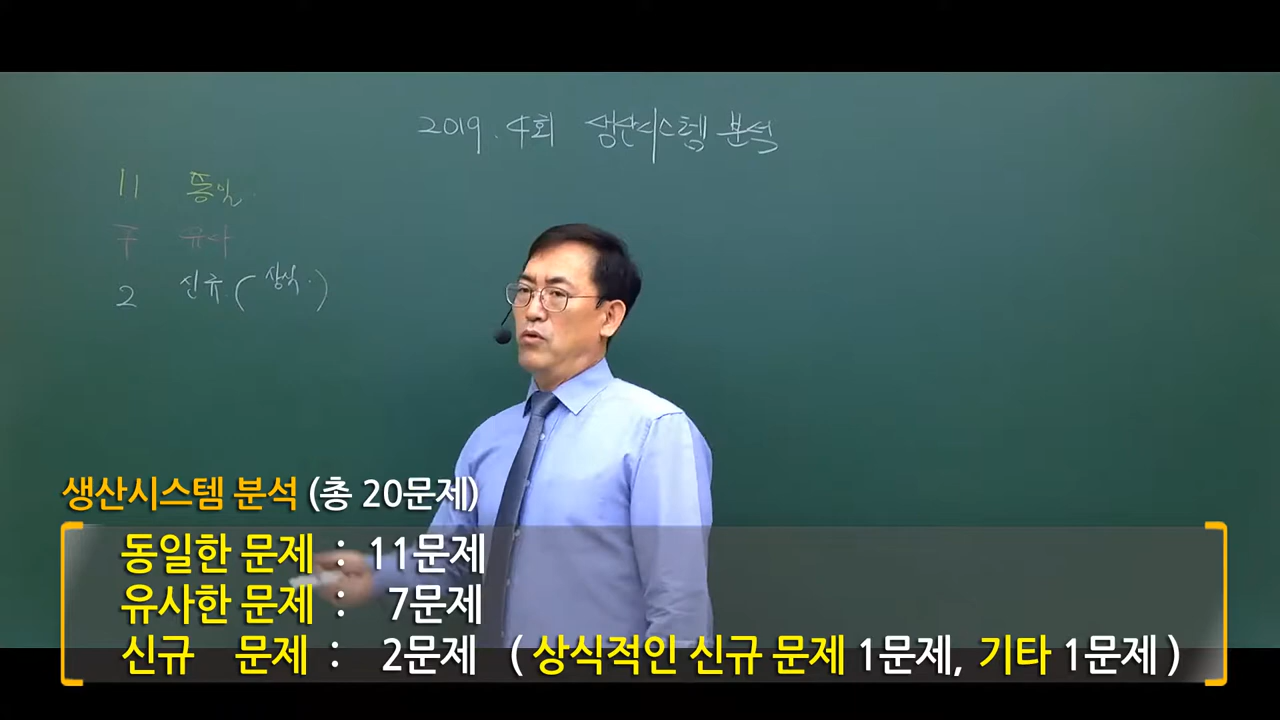 2019. 4회 생산시스템 분석
11 동일.
7 유사
2 신규 (상식.)
생산시스템 분석 (총 20문제)
동일한 문제 : 11문제
유사한 문제 : 7문제
신규 문제 : 2문제 ( 상식적인 신규 문제 1문제, 기타 1문제 )